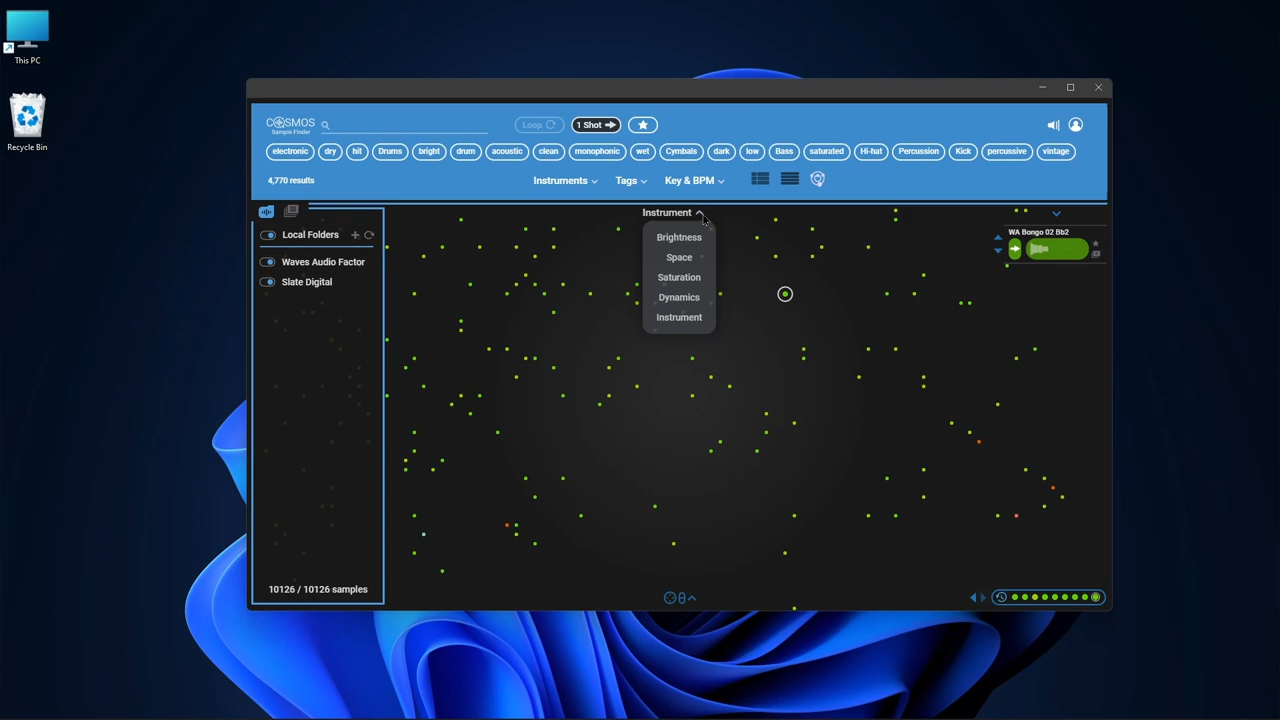 This PC
Recycle Bin
COSMOS
Sample Finder
Loop
1 Shot
electronic
dry
hit
Drums
bright
drum
acoustic
clean
monophonic
wet
Cymbals
dark
low
Bass
saturated
Hi-hat
Percussion
Kick
percussive
vintage
4,770 results
Instruments
Tags
Key & BPM
Instrument
Local Folders
Waves Audio Factor
Slate Digital
10126 / 10126 samples
Brightness
Space
Saturation
Dynamics
Instrument
WA Bongo 02 Bb2